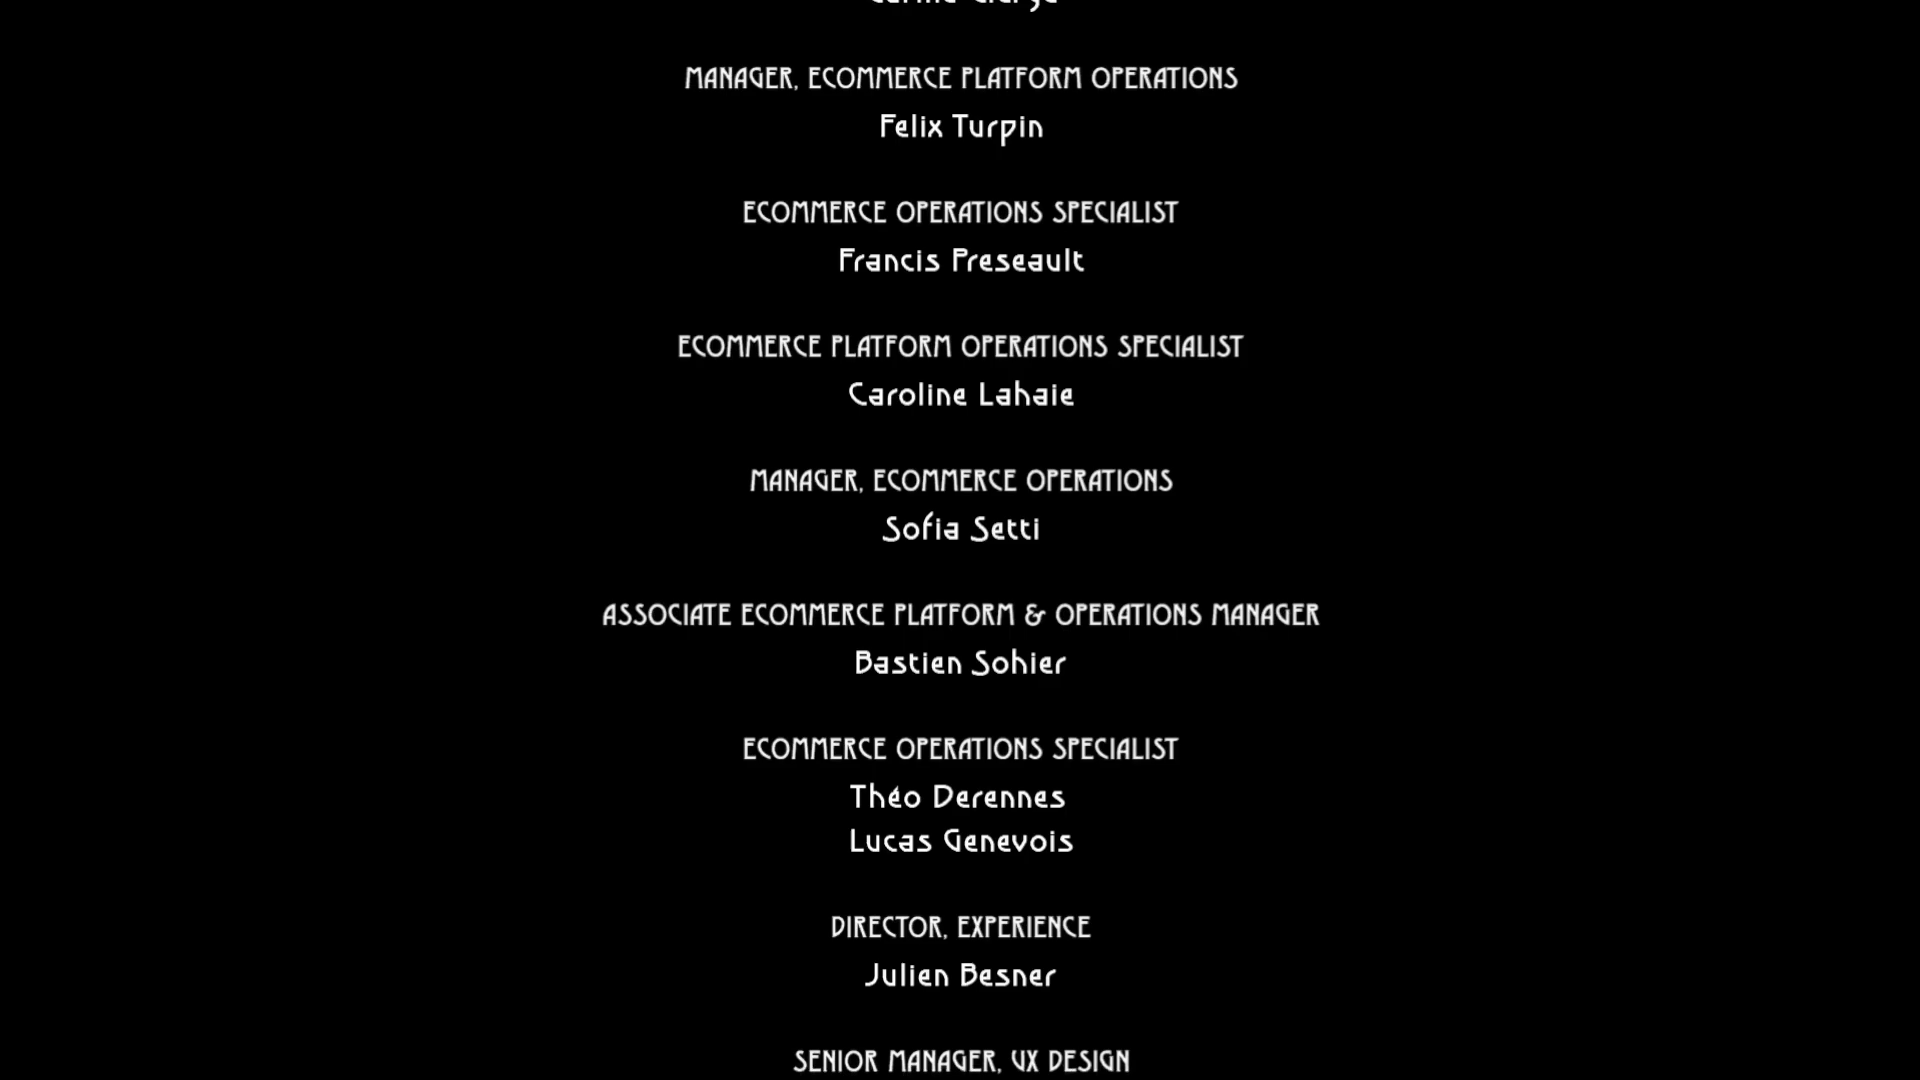 MANAGER, ECOMMERCE PLATFORM OPERATIONS
Felix Turpin
ECOMMERCE OPERATIONS SPECIALIST
Francis Preseault
ECOMMERCE PLATFORM OPERATIONS SPECIALIST
Caroline Lahaie
MANAGER, ECOMMERCE OPERATIONS
Sofia Setti
ASSOCIATE ECOMMERCE PLATFORM & OPERATIONS MANAGER
Bastien Sohier
ECOMMERCE OPERATIONS SPECIALIST
Théo Derennes
Lucas Genevois
DIRECTOR, EXPERIENCE
Julien Besner
SENIOR MANAGER, UX DESIGN